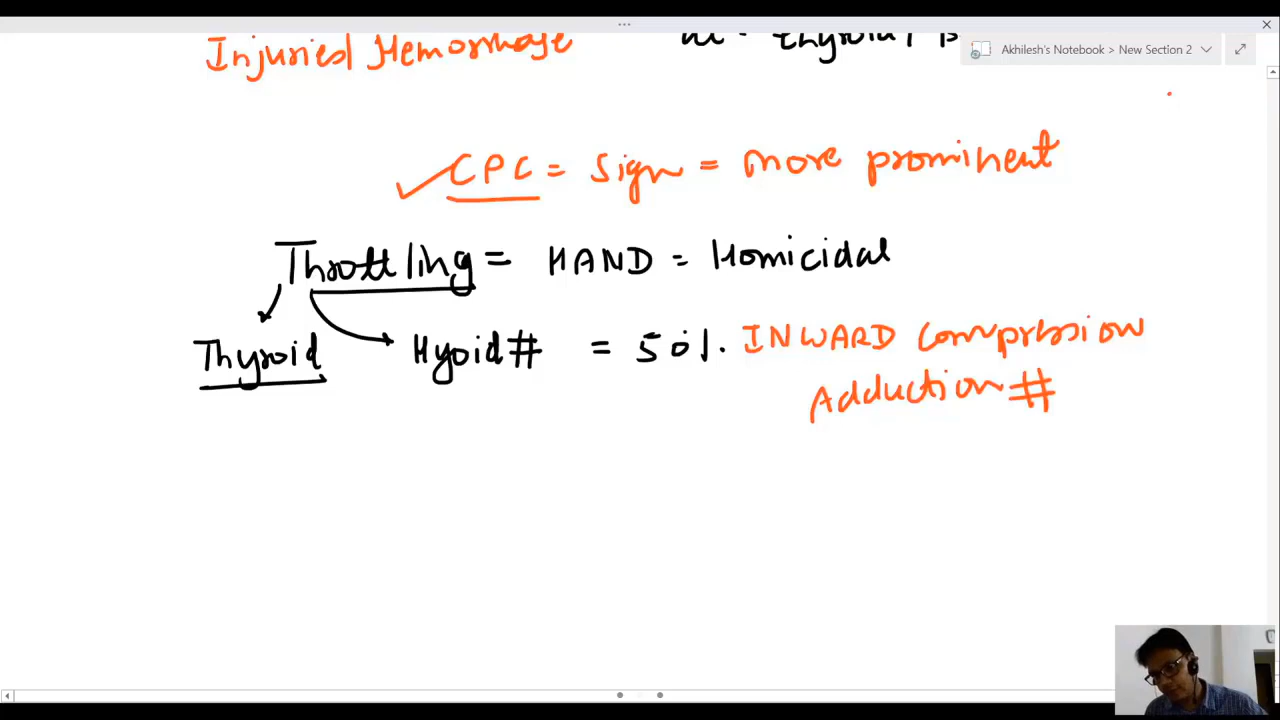 Akhilesh's Notebook > New Section 2
Injuried Hemorrhage
CPC = Sign = more prominent
Throttling = HAND = Homicidal
Thyroid Hyoid# = 50%. INWARD compression
Adduction #